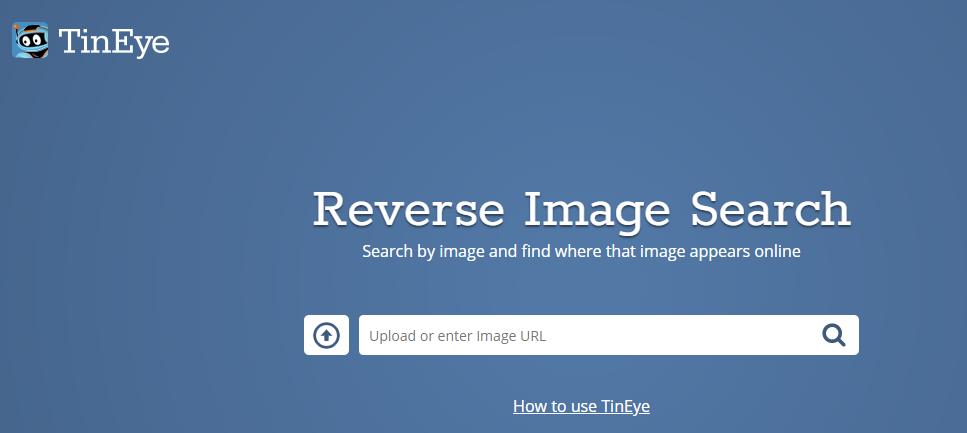 TinEye
Reverse Image Search
Search by image and find where that image appears online
Upload or enter Image URL
How to use TinEye